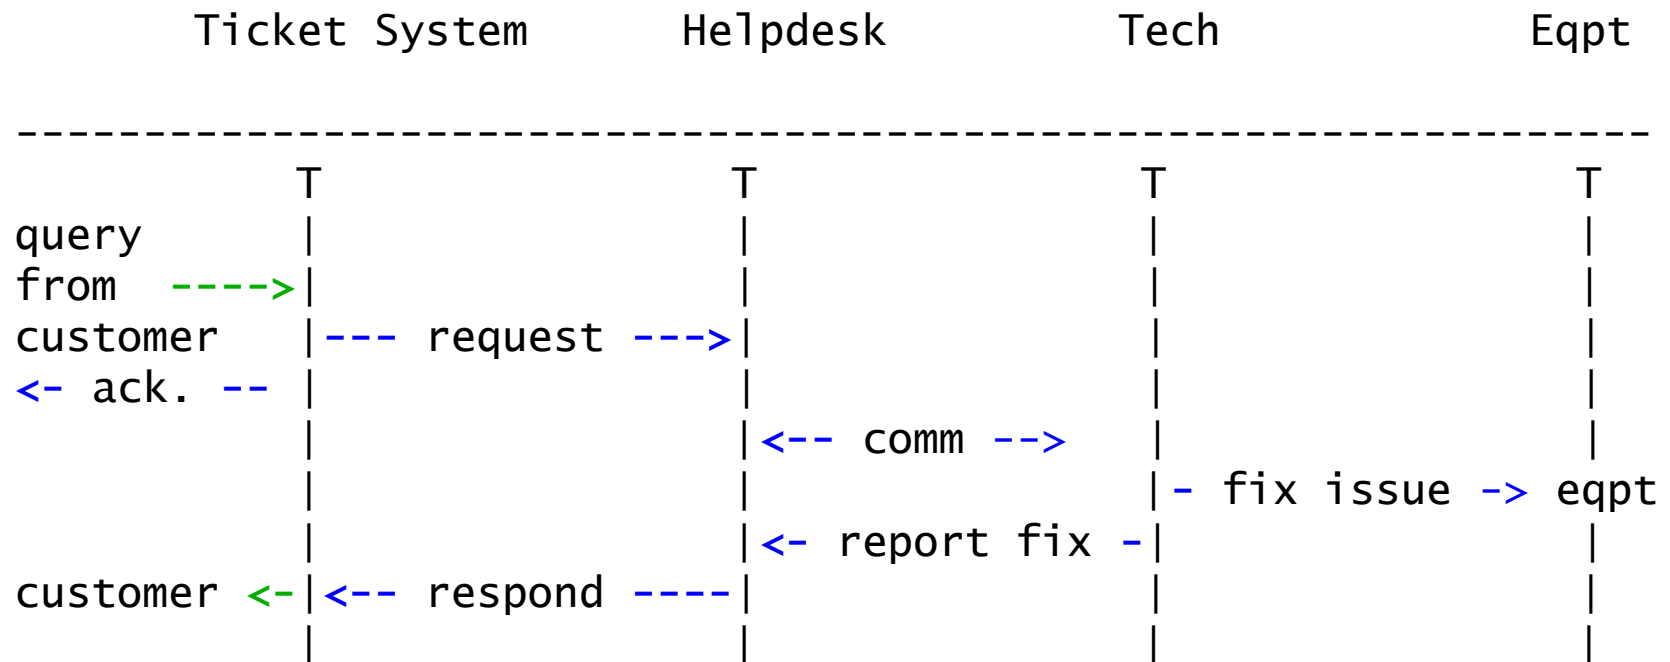 Ticket System      Helpdesk         Tech            Eqpt
-----------------------------------------------------------------
T                T               T                T
query      |                |               |                |
from  ---->|                |               |                |
customer   |--- request --->|               |                |
<- ack. -- |                |               |                |
|                |<-- comm -->   |                |
|                |               |- fix issue -> eqpt
|                |<- report fix -|                |
customer <-|<-- respond ----|               |                |
|                |               |                |